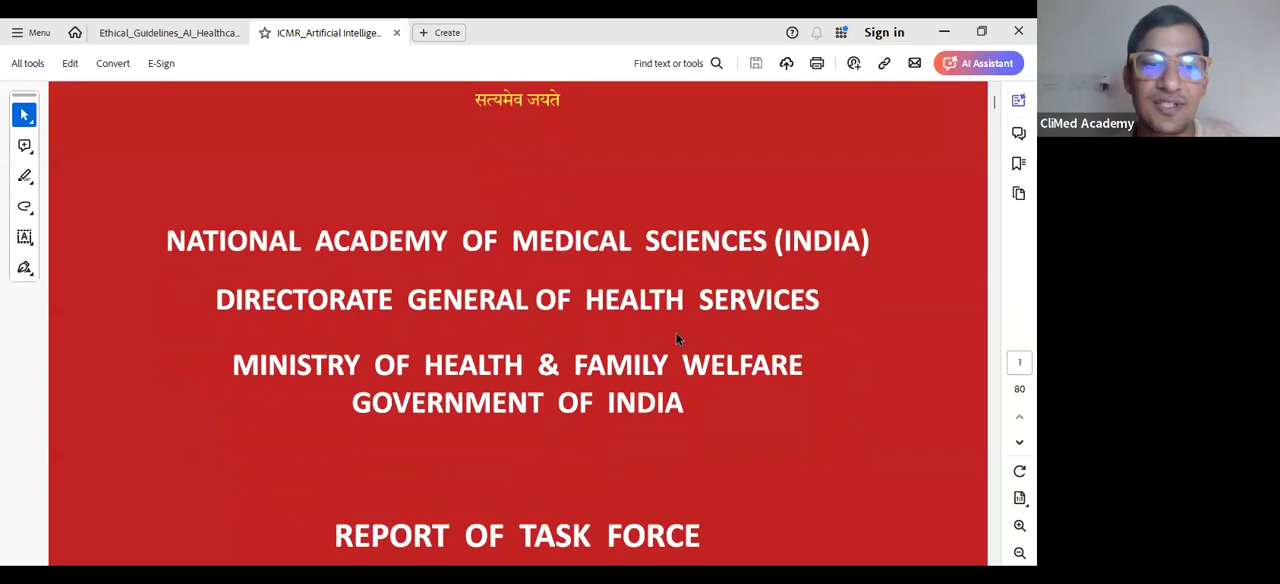 Menu
Ethical_Guidelines_AI_Healthca...
ICMR_Artificial Intellige...
Create
Sign in
All tools
Edit
Convert
E-Sign
Find text or tools
AI Assistant
CliMed Academy
सत्यमेव जयते
NATIONAL ACADEMY OF MEDICAL SCIENCES (INDIA)
DIRECTORATE GENERAL OF HEALTH SERVICES
MINISTRY OF HEALTH & FAMILY WELFARE
GOVERNMENT OF INDIA
1
80
REPORT OF TASK FORCE